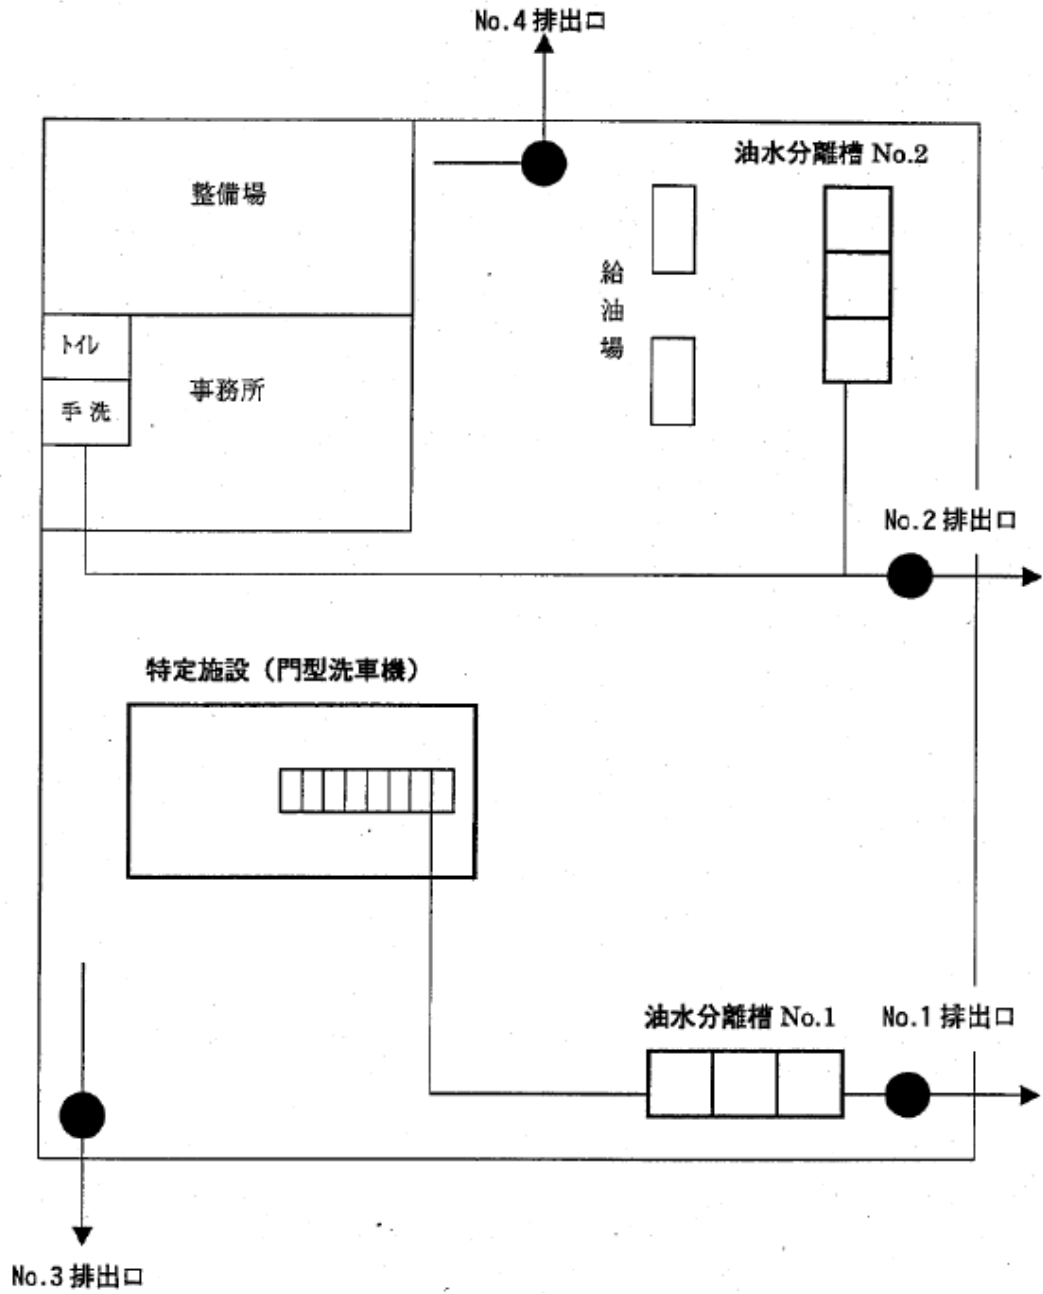 No.4排出口
油水分離槽 No.2
整備場
給油場
トイレ
手洗
事務所
No.2排出口
特定施設（門型洗車機）
油水分離槽 No.1
No.1排出口
No.3排出口